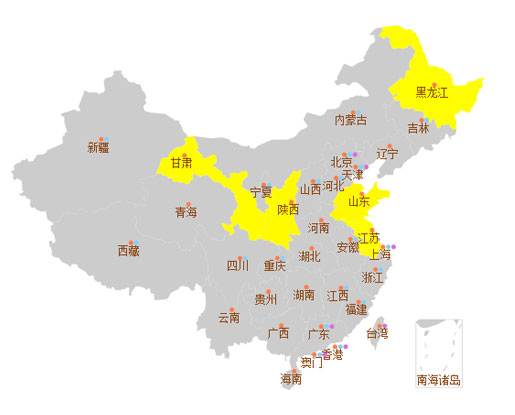 黑龙江
内蒙古
吉林
新疆
辽宁
北京
甘肃
天津
宁夏
山西
河北
山东
陕西
青海
河南
江苏
安徽
上海
西藏
湖北
四川
重庆
浙江
湖南
江西
贵州
福建
云南
广西
广东
台湾
香港
澳门
海南
南海诸岛